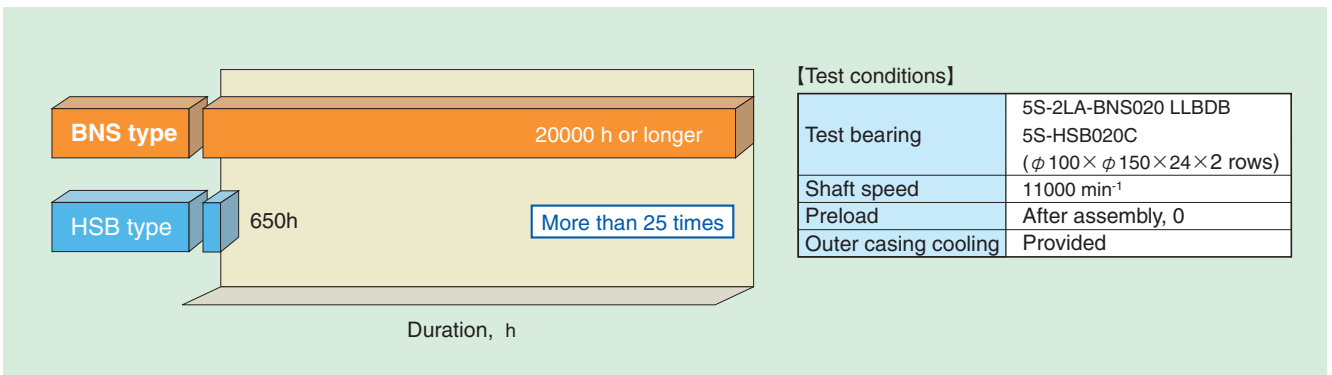 BNS type
20000 h or longer
HSB type
650h
More than 25 times
Duration, h
【Test conditions】
Test bearing
5S-2LA-BNS020 LLBDB
5S-HSB020C
(φ100×φ150×24×2 rows)
Shaft speed 11000 min⁻¹
Preload After assembly, 0
Outer casing cooling Provided